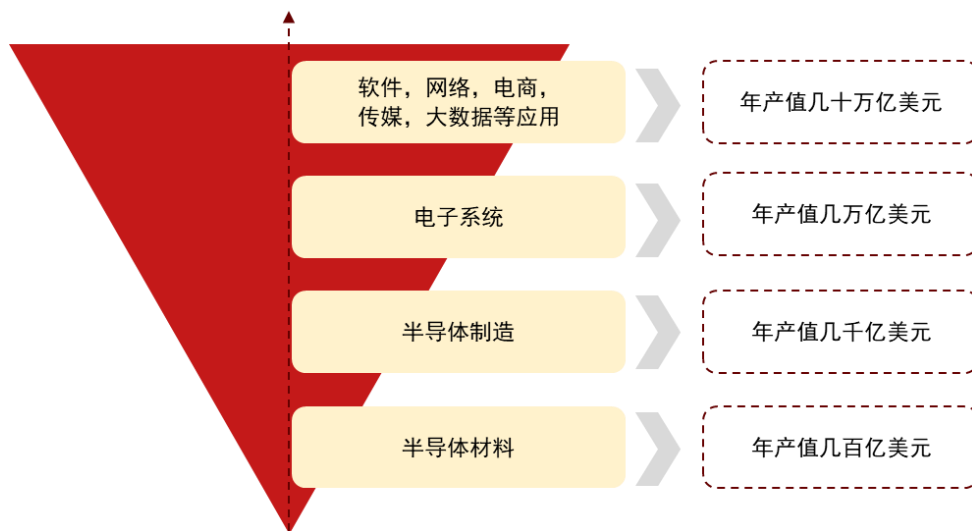 软件，网络，电商，
传媒，大数据等应用
年产值几十万亿美元
电子系统
年产值几万亿美元
半导体制造
年产值几千亿美元
半导体材料
年产值几百亿美元